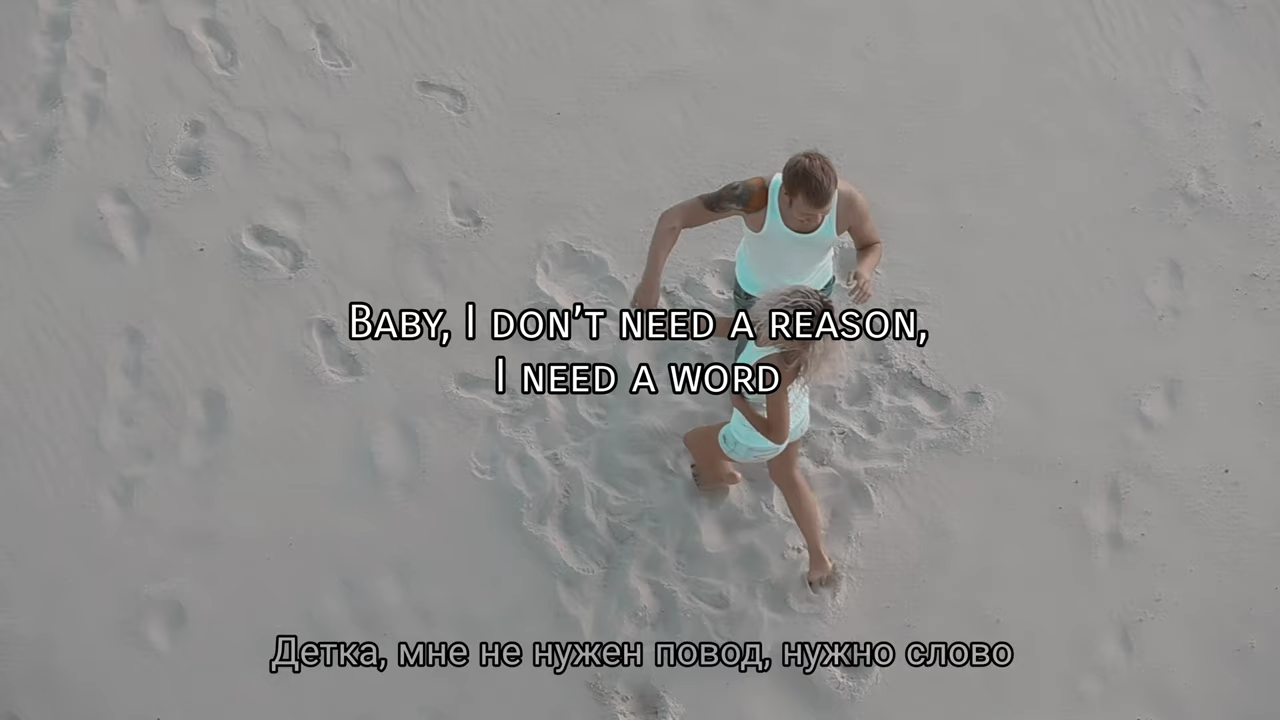 Baby, I don't need a reason,
I need a word
Детка, мне не нужен повод, нужно слово